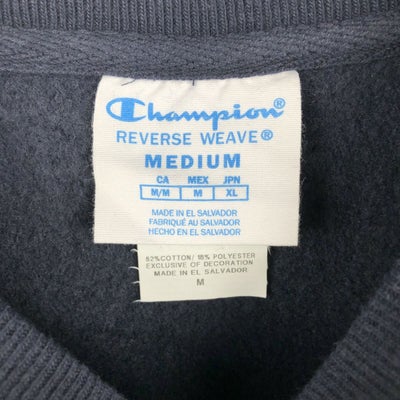 Champion®
REVERSE WEAVE®
MEDIUM
CA MEX JPN
M/M M XL
MADE IN EL SALVADOR
FABRIQUÉ AU SALVADOR
HECHO EN EL SALVADOR
82%COTTON/ 18% POLYESTER
EXCLUSIVE OF DECORATION
MADE IN EL SALVADOR
M